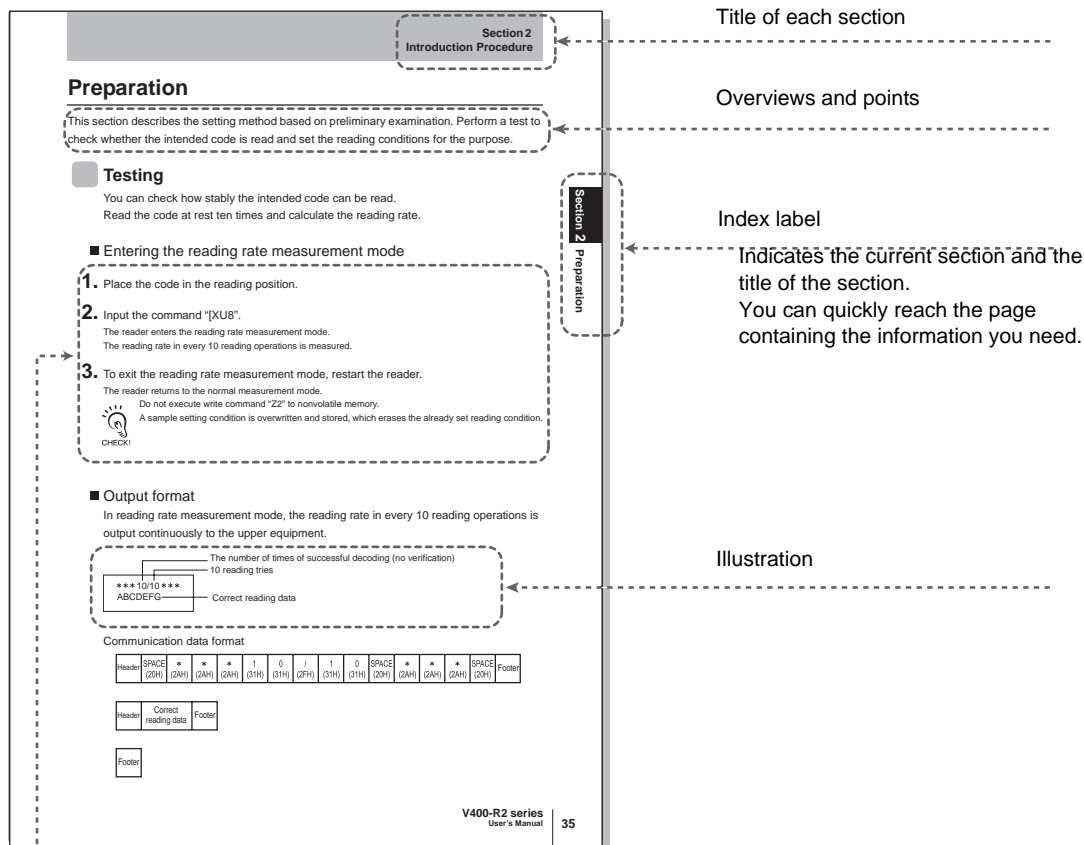 Section 2
Introduction Procedure
Title of each section
Preparation
This section describes the setting method based on preliminary examination. Perform a test to
check whether the intended code is read and set the reading conditions for the purpose.
Overviews and points
Testing
You can check how stably the intended code can be read.
Read the code at rest ten times and calculate the reading rate.
Section 2 Preparation
Index label
Indicates the current section and the
title of the section.
You can quickly reach the page
containing the information you need.
■ Entering the reading rate measurement mode
1. Place the code in the reading position.
2. Input the command “[XU8”.
The reader enters the reading rate measurement mode.
The reading rate in every 10 reading operations is measured.
3. To exit the reading rate measurement mode, restart the reader.
The reader returns to the normal measurement mode.
Do not execute write command “Z2” to nonvolatile memory.
A sample setting condition is overwritten and stored, which erases the already set reading condition.
CHECK!
■ Output format
In reading rate measurement mode, the reading rate in every 10 reading operations is
output continuously to the upper equipment.
The number of times of successful decoding (no verification)
10 reading tries
∗∗∗10/10∗∗∗
ABCDEFG
Correct reading data
Illustration
Communication data format
Header SPACE (20H) ∗ (2AH) ∗ (2AH) ∗ (2AH) 1 (31H) 0 (31H) / (2FH) 1 (31H) 0 (31H) SPACE (20H) ∗ (2AH) ∗ (2AH) ∗ (2AH) SPACE (20H) Footer
Header Correct reading data Footer
Footer
V400-R2 series
User's Manual
35